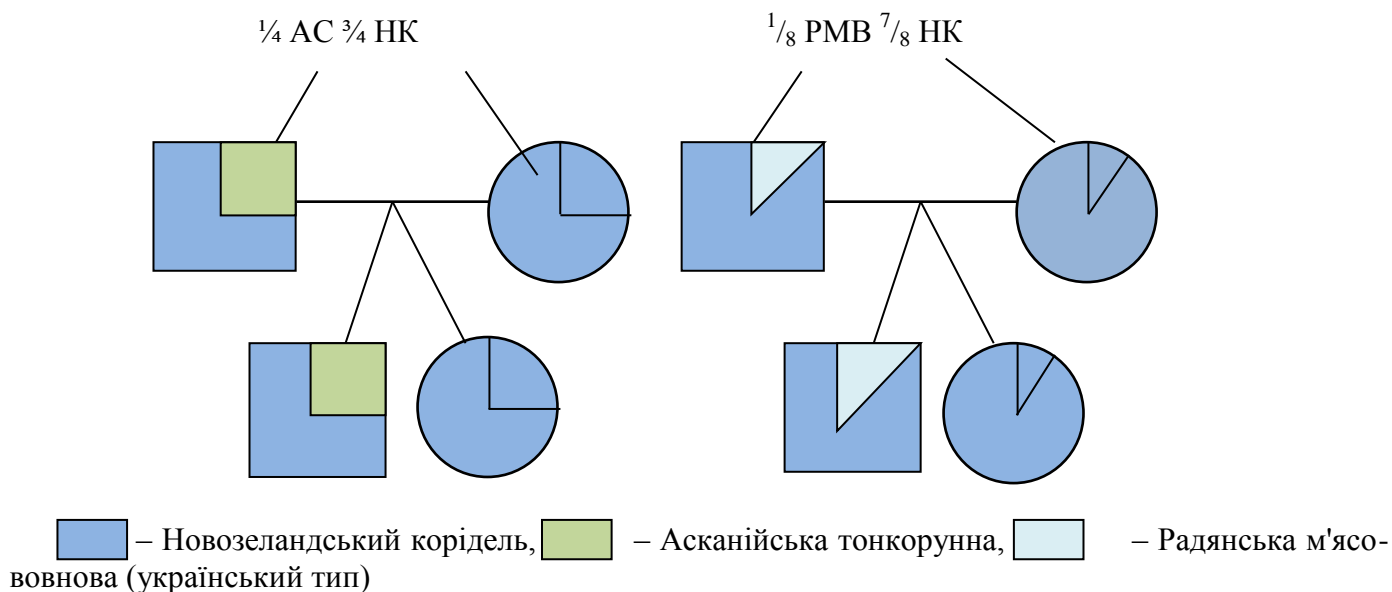 ¼ АС ¾ НК
¹/₈ РМВ ⁷/₈ НК
– Новозеландський корідель, – Асканійська тонкорунна, – Радянська м'ясо-
вовнова (український тип)